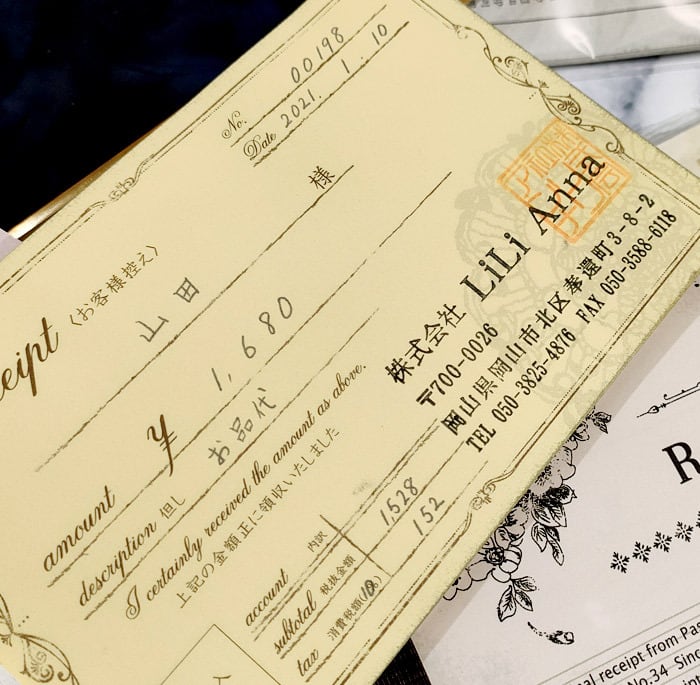 No. 00198
Date 2021. 1. 10
ceipt 〈お客様控え〉
山田 様
amount ¥ 1,680
description 但し お品代
I certainly received the amount as above.
上記の金額正に領収いたしました
account 内訳
subtotal 税抜金額 1,528
tax 消費税額(10%) 152
株式会社 LiLi Anna
〒700-0026
岡山県岡山市北区奉還町3-8-2
TEL 050-3825-4876 FAX 050-3588-6118
R
al receipt from Pas
No.34 Sinc